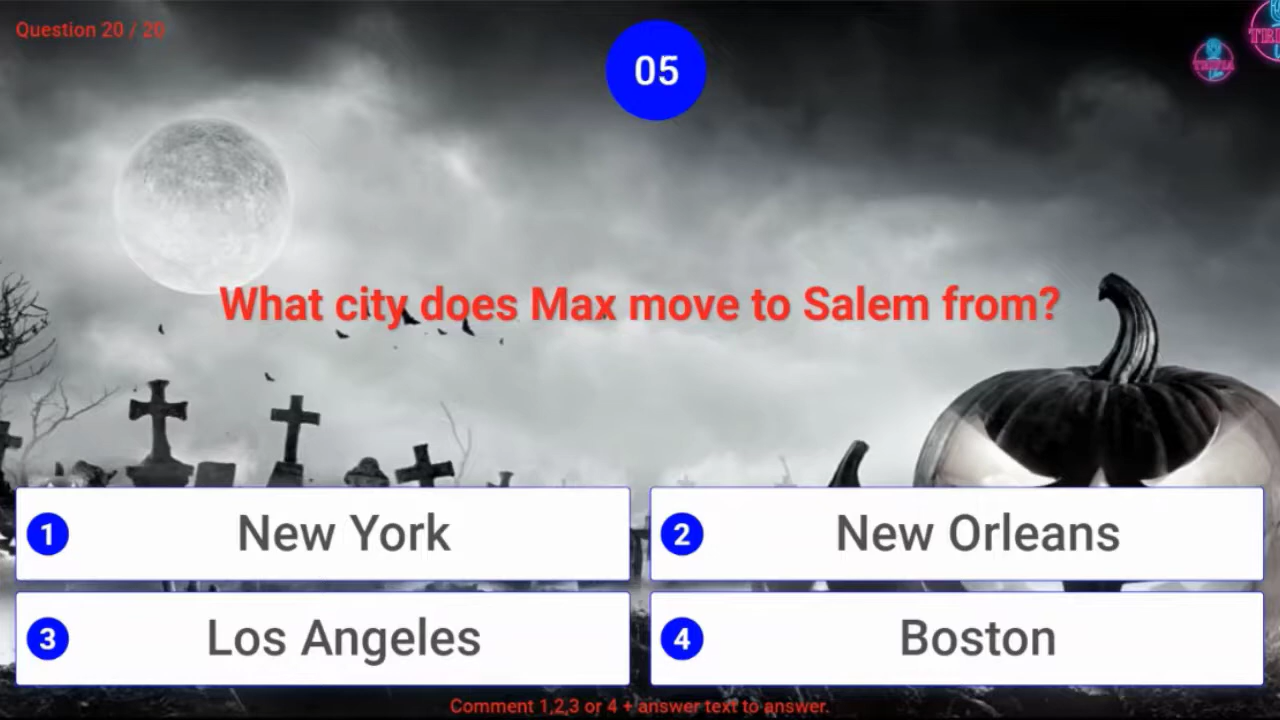 Question 20 / 20
05
TRIVIA
What city does Max move to Salem from?
1 New York
2 New Orleans
3 Los Angeles
4 Boston
Comment 1,2,3 or 4 + answer text to answer.